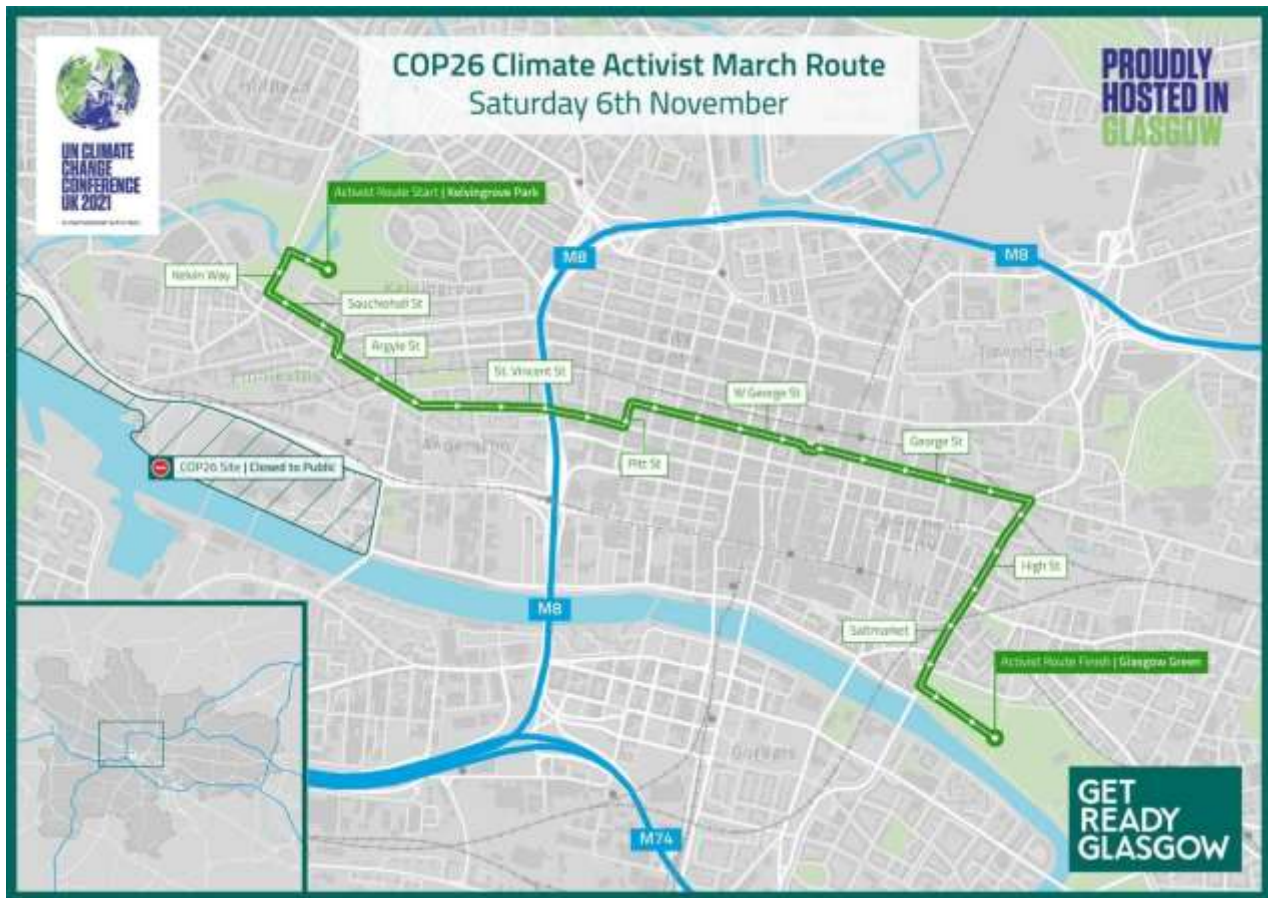 COP26 Climate Activist March Route
Saturday 6th November
UN CLIMATE
CHANGE
CONFERENCE
UK 2021
PROUDLY
HOSTED IN
GLASGOW
Activist Route Start | Kelvingrove Park
M8
M8
Kelvin Way
Kelvingrove
Sauchiehall St
Argyle St
St. Vincent St
W George St
Anderston
Pitt St
George St
COP26 Site | Closed to Public
High St
M8
Saltmarket
Activist Route Finish | Glasgow Green
Gorbals
M74
GET
READY
GLASGOW